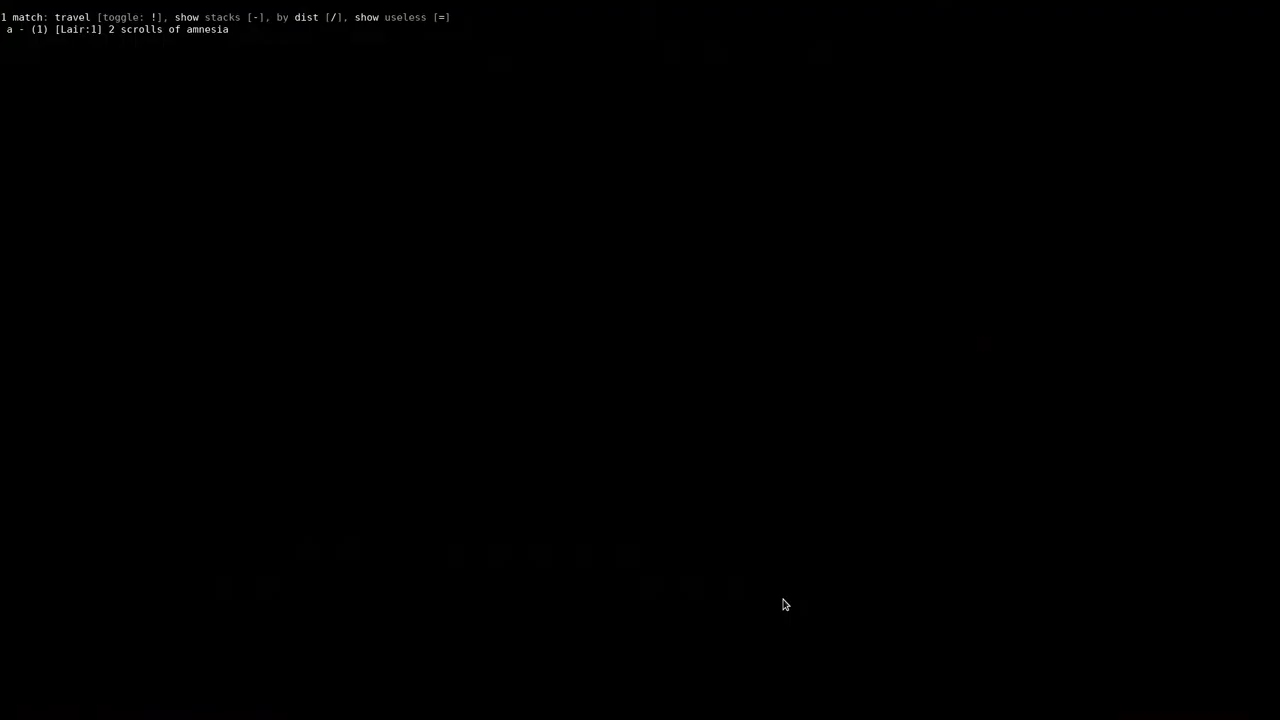 1 match: travel [toggle: !], show stacks [-], by dist [/], show useless [=]
a - (1) [Lair:1] 2 scrolls of amnesia